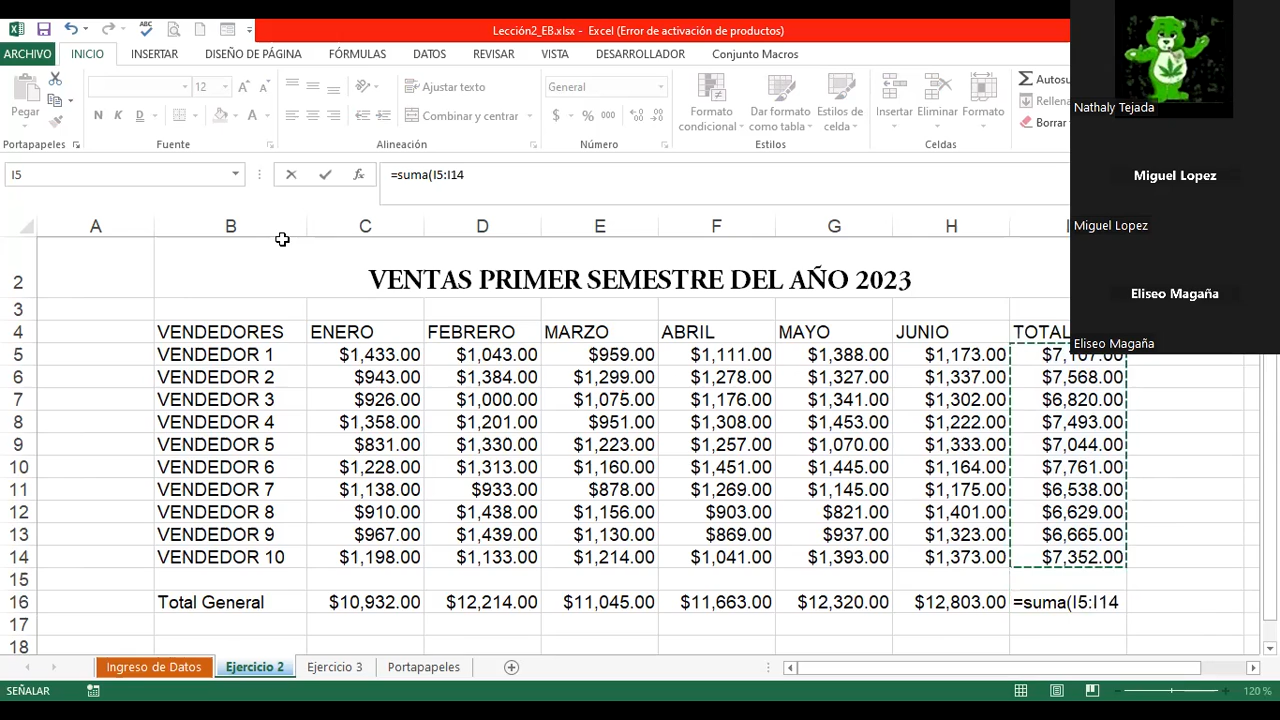 Lección2_EB.xlsx - Excel (Error de activación de productos)
ARCHIVO INICIO INSERTAR DISEÑO DE PÁGINA FÓRMULAS DATOS REVISAR VISTA DESARROLLADOR Conjunto Macros
Pegar
12
Ajustar texto
General
Formato condicional
Dar formato como tabla
Estilos de celda
Insertar
Eliminar
Formato
Autosu
N K D
Combinar y centrar
$ % 000
Rellena
Borrar
Portapapeles Fuente Alineación Número Estilos Celdas
Nathaly Tejada
Miguel Lopez
Miguel Lopez
Eliseo Magaña
Eliseo Magaña
I5 =suma(I5:I14
A B C D E F G H I
2 VENTAS PRIMER SEMESTRE DEL AÑO 2023
3
4 VENDEDORES ENERO FEBRERO MARZO ABRIL MAYO JUNIO TOTAL
5 VENDEDOR 1 $1,433.00 $1,043.00 $959.00 $1,111.00 $1,388.00 $1,173.00 $7,107.00
6 VENDEDOR 2 $943.00 $1,384.00 $1,299.00 $1,278.00 $1,327.00 $1,337.00 $7,568.00
7 VENDEDOR 3 $926.00 $1,000.00 $1,075.00 $1,176.00 $1,341.00 $1,302.00 $6,820.00
8 VENDEDOR 4 $1,358.00 $1,201.00 $951.00 $1,308.00 $1,453.00 $1,222.00 $7,493.00
9 VENDEDOR 5 $831.00 $1,330.00 $1,223.00 $1,257.00 $1,070.00 $1,333.00 $7,044.00
10 VENDEDOR 6 $1,228.00 $1,313.00 $1,160.00 $1,451.00 $1,445.00 $1,164.00 $7,761.00
11 VENDEDOR 7 $1,138.00 $933.00 $878.00 $1,269.00 $1,145.00 $1,175.00 $6,538.00
12 VENDEDOR 8 $910.00 $1,438.00 $1,156.00 $903.00 $821.00 $1,401.00 $6,629.00
13 VENDEDOR 9 $967.00 $1,439.00 $1,130.00 $869.00 $937.00 $1,323.00 $6,665.00
14 VENDEDOR 10 $1,198.00 $1,133.00 $1,214.00 $1,041.00 $1,393.00 $1,373.00 $7,352.00
15
16 Total General $10,932.00 $12,214.00 $11,045.00 $11,663.00 $12,320.00 $12,803.00 =suma(I5:I14
17
18
Ingreso de Datos Ejercicio 2 Ejercicio 3 Portapapeles
SEÑALAR 120 %